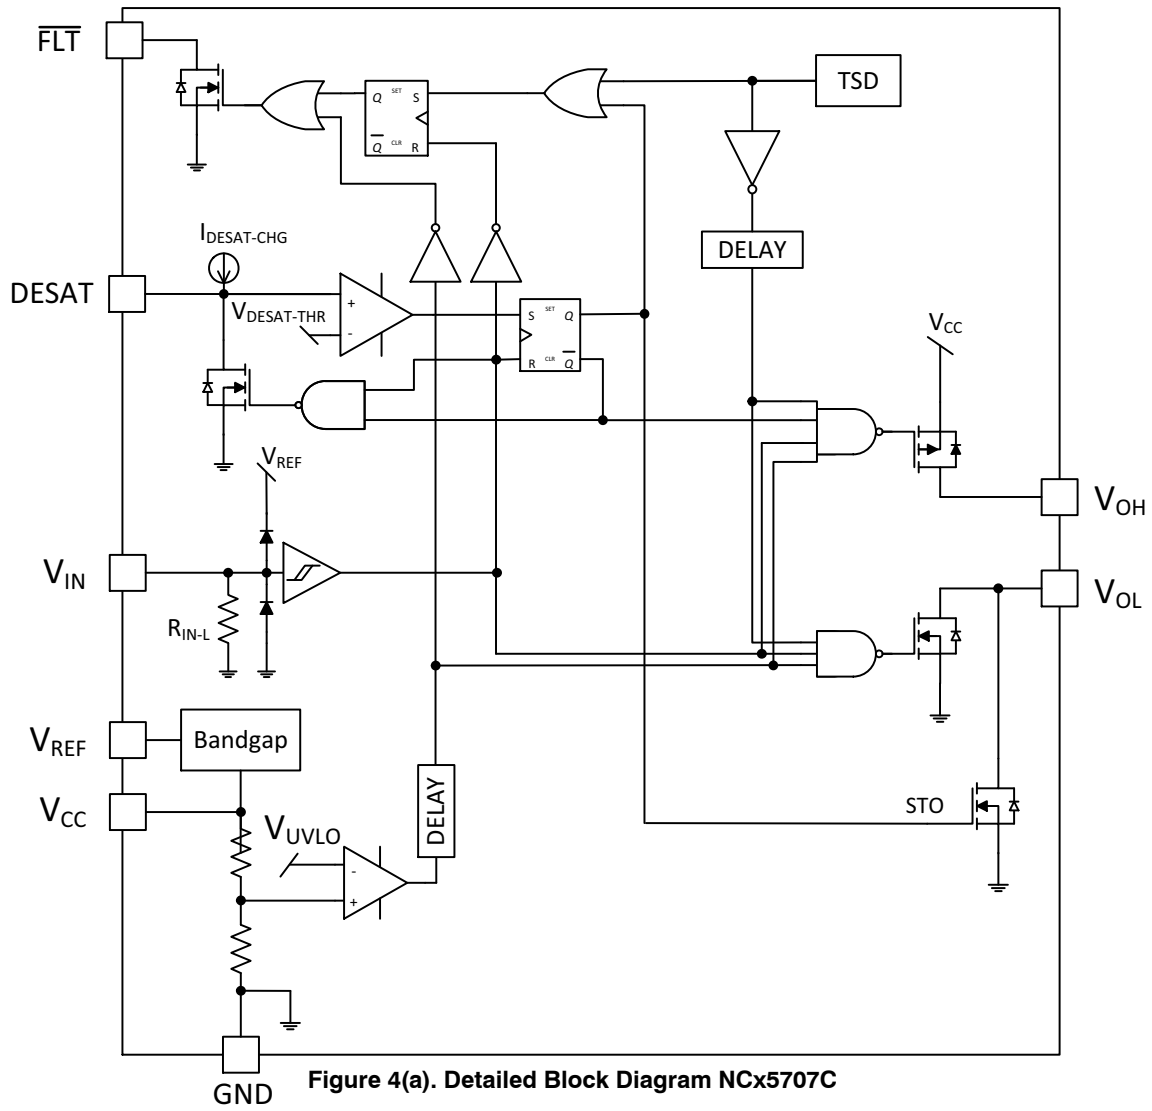 FLT
TSD
Q SET S
Q CLR R
DELAY
IDESAT-CHG
DESAT
VDESAT-THR
+
-
S SET Q
R CLR Q
VCC
VREF
VOH
VIN
VOL
RIN-L
VREF
Bandgap
VCC
DELAY
STO
VUVLO
-
+
GND
Figure 4(a). Detailed Block Diagram NCx5707C